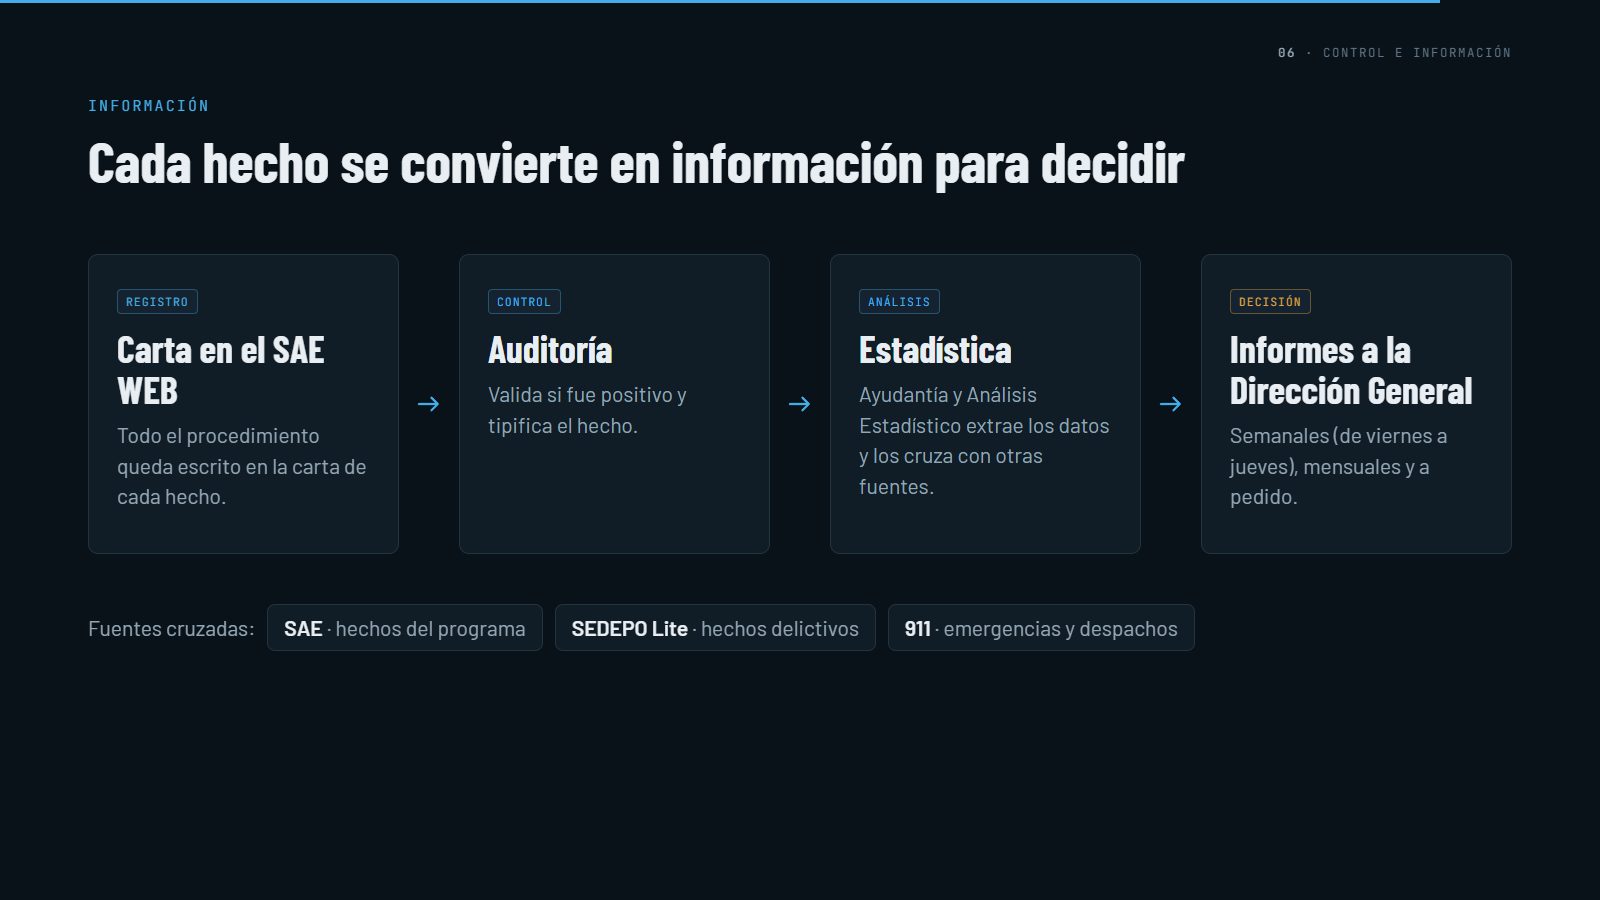 06 · CONTROL E INFORMACIÓN
INFORMACIÓN
Cada hecho se convierte en información para decidir
REGISTRO
Carta en el SAE
WEB
Todo el procedimiento
queda escrito en la carta de
cada hecho.
→
CONTROL
Auditoría
Valida si fue positivo y
tipifica el hecho.
→
ANÁLISIS
Estadística
Ayudantía y Análisis
Estadístico extrae los datos
y los cruza con otras
fuentes.
→
DECISIÓN
Informes a la
Dirección General
Semanales (de viernes a
jueves), mensuales y a
pedido.
Fuentes cruzadas: SAE · hechos del programa SEDEPO Lite · hechos delictivos 911 · emergencias y despachos